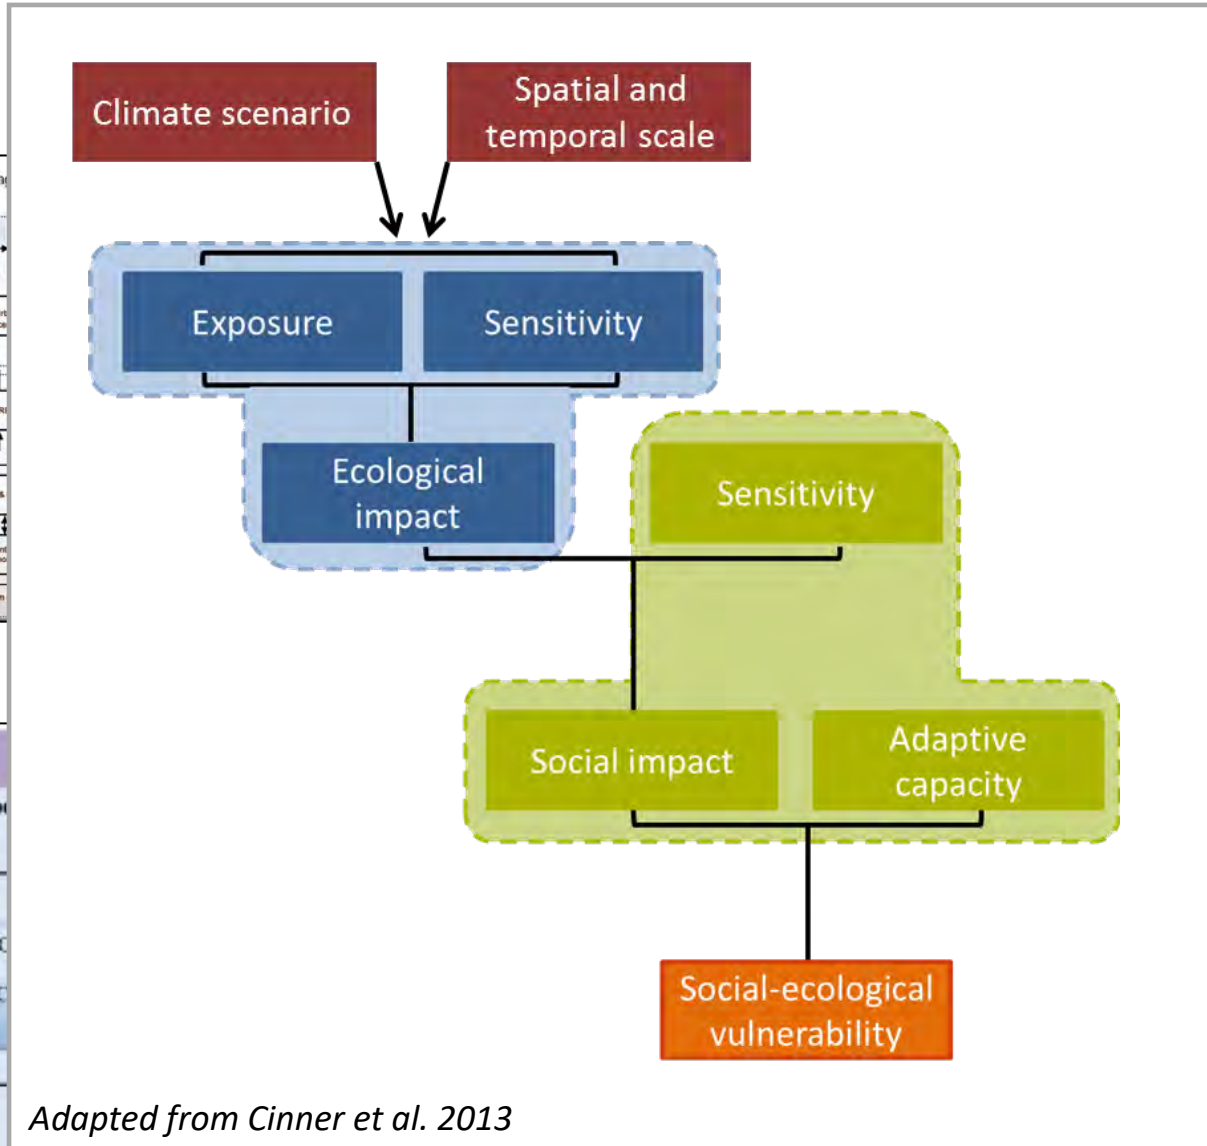 Climate scenario
Spatial and
temporal scale
Exposure
Sensitivity
Ecological
impact
Sensitivity
Social impact
Adaptive
capacity
Social-ecological
vulnerability
Adapted from Cinner et al. 2013